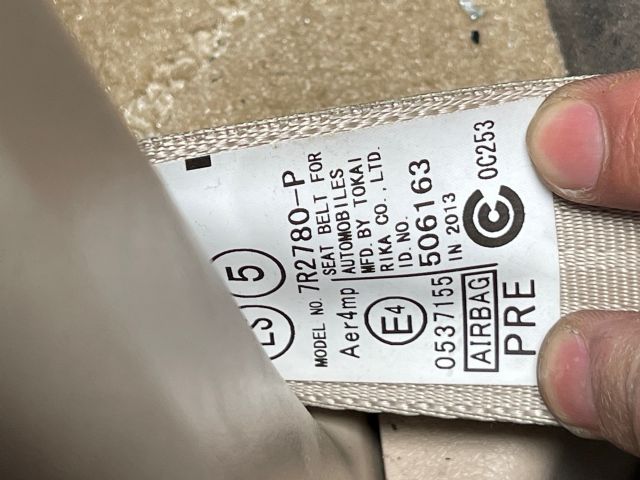 5
MODEL NO. 7R2780-P
SEAT BELT FOR
AUTOMOBILES
MFD. BY TOKAI
RIKA CO., LTD.
ID. NO.
506163
IN 2013
0C253
Aer4mp
E4
0537155
AIRBAG
PRE